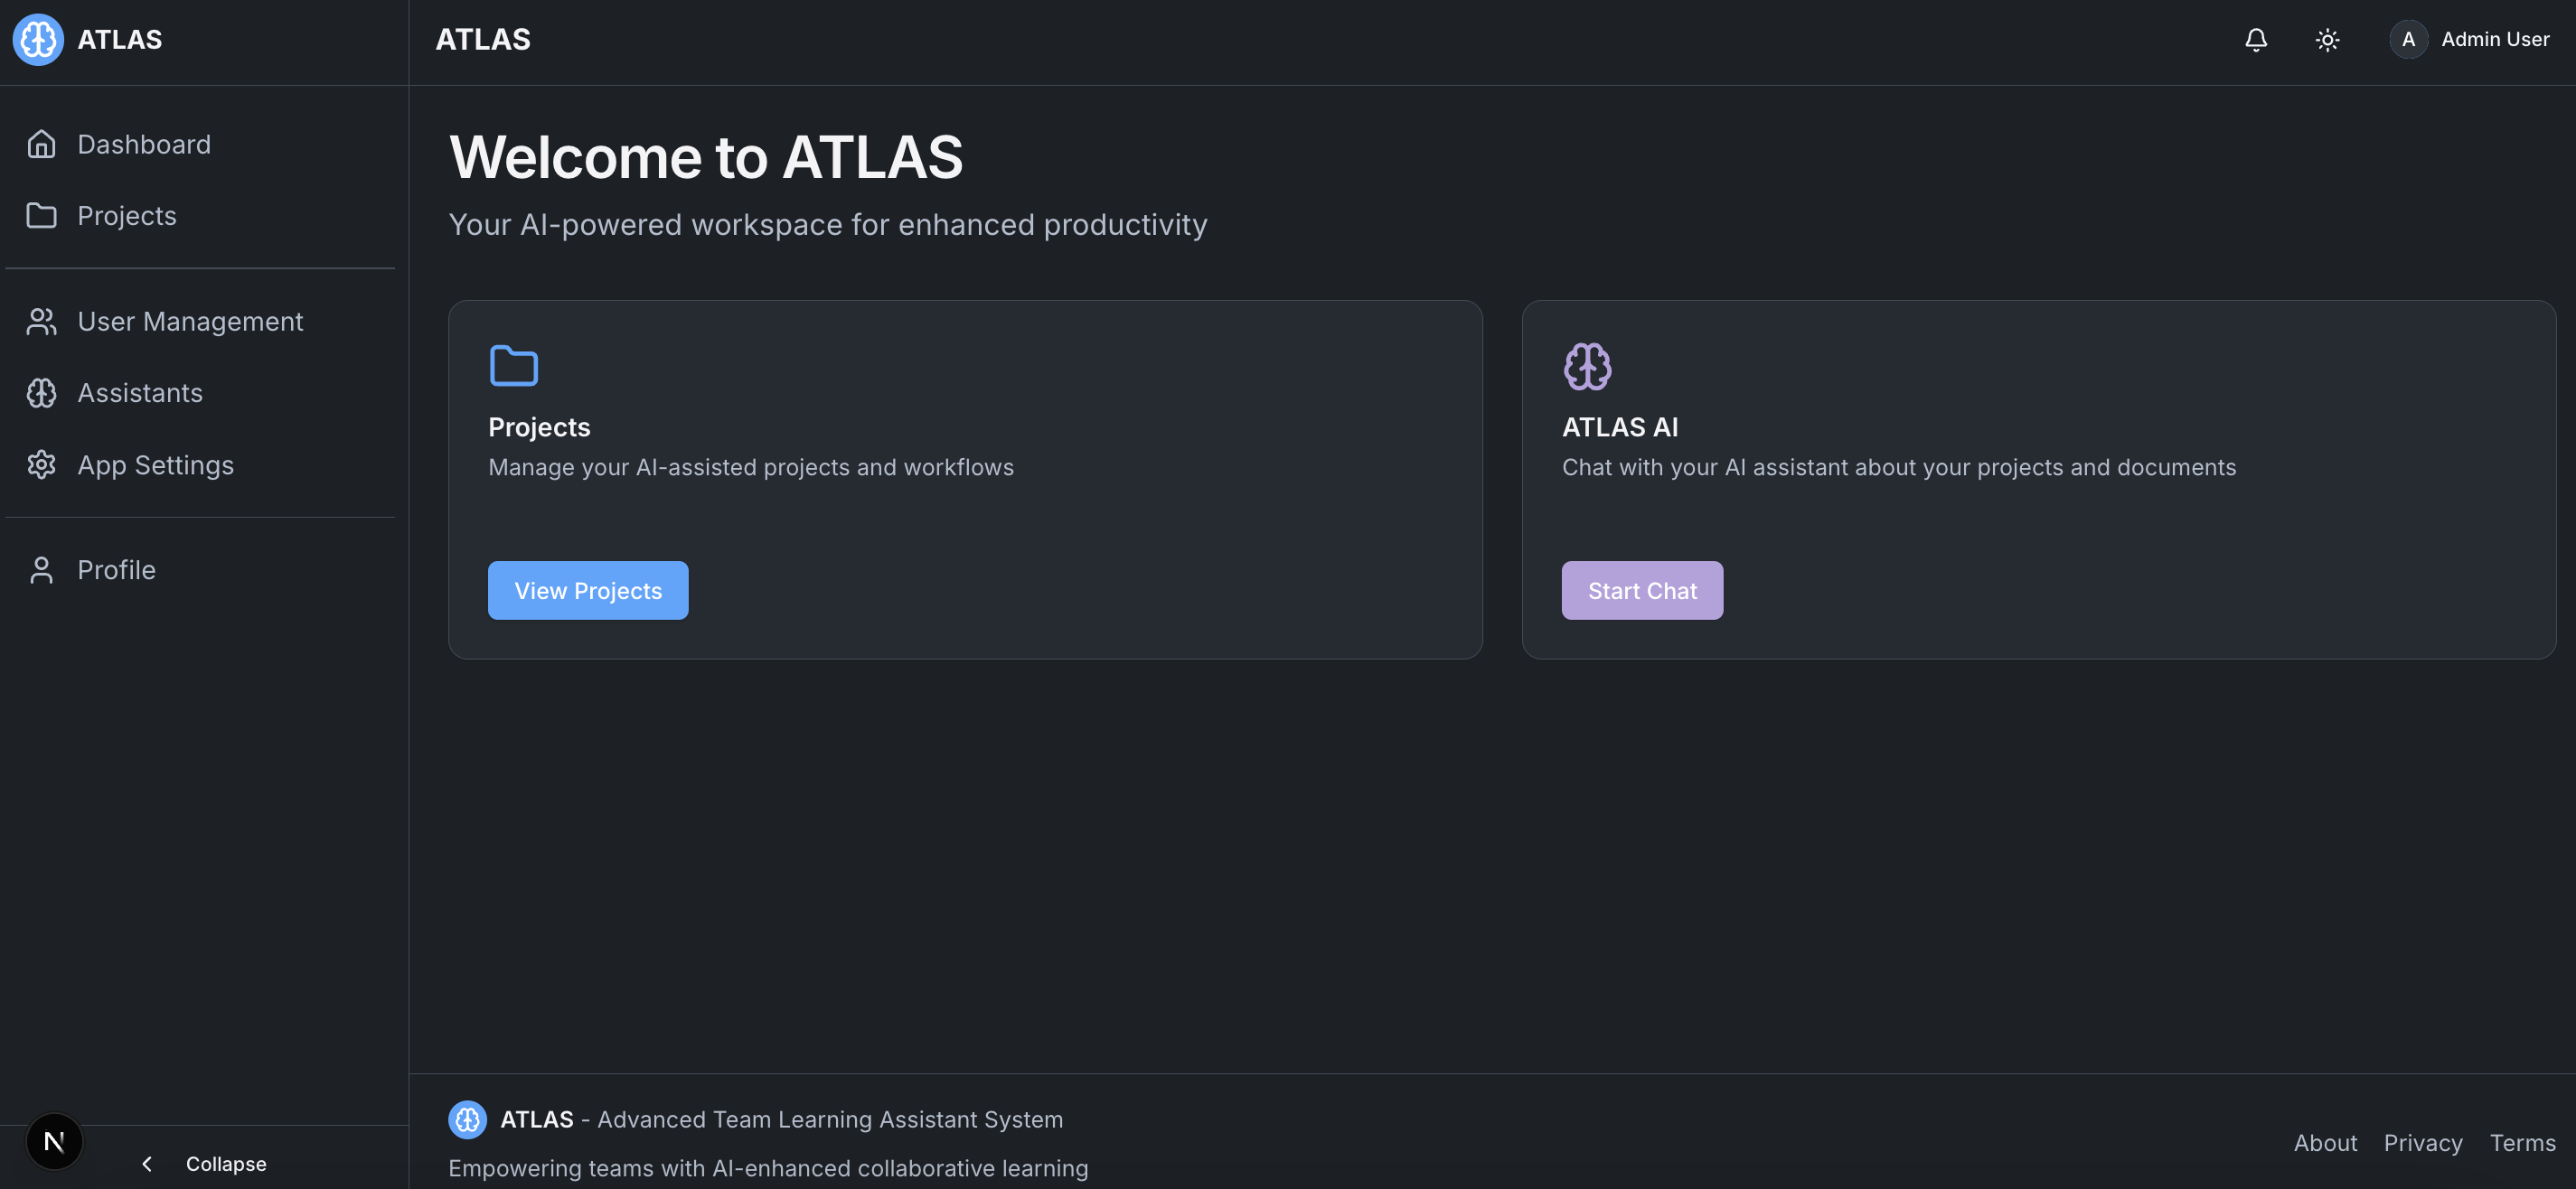 ATLAS
Dashboard
Projects
User Management
Assistants
App Settings
Profile
N
Collapse
ATLAS
A Admin User
Welcome to ATLAS
Your AI-powered workspace for enhanced productivity
Projects
Manage your AI-assisted projects and workflows
View Projects
ATLAS AI
Chat with your AI assistant about your projects and documents
Start Chat
ATLAS - Advanced Team Learning Assistant System
Empowering teams with AI-enhanced collaborative learning
About Privacy Terms